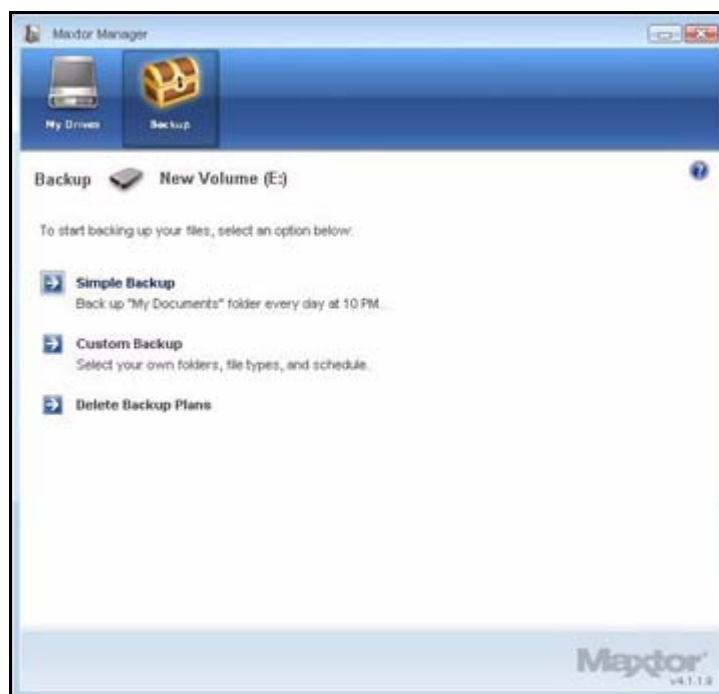 Maxtor Manager
My Drives
Backup
Backup New Volume (E:)
To start backing up your files, select an option below:
Simple Backup
Back up "My Documents" folder every day at 10 PM.
Custom Backup
Select your own folders, file types, and schedule.
Delete Backup Plans
Maxtor